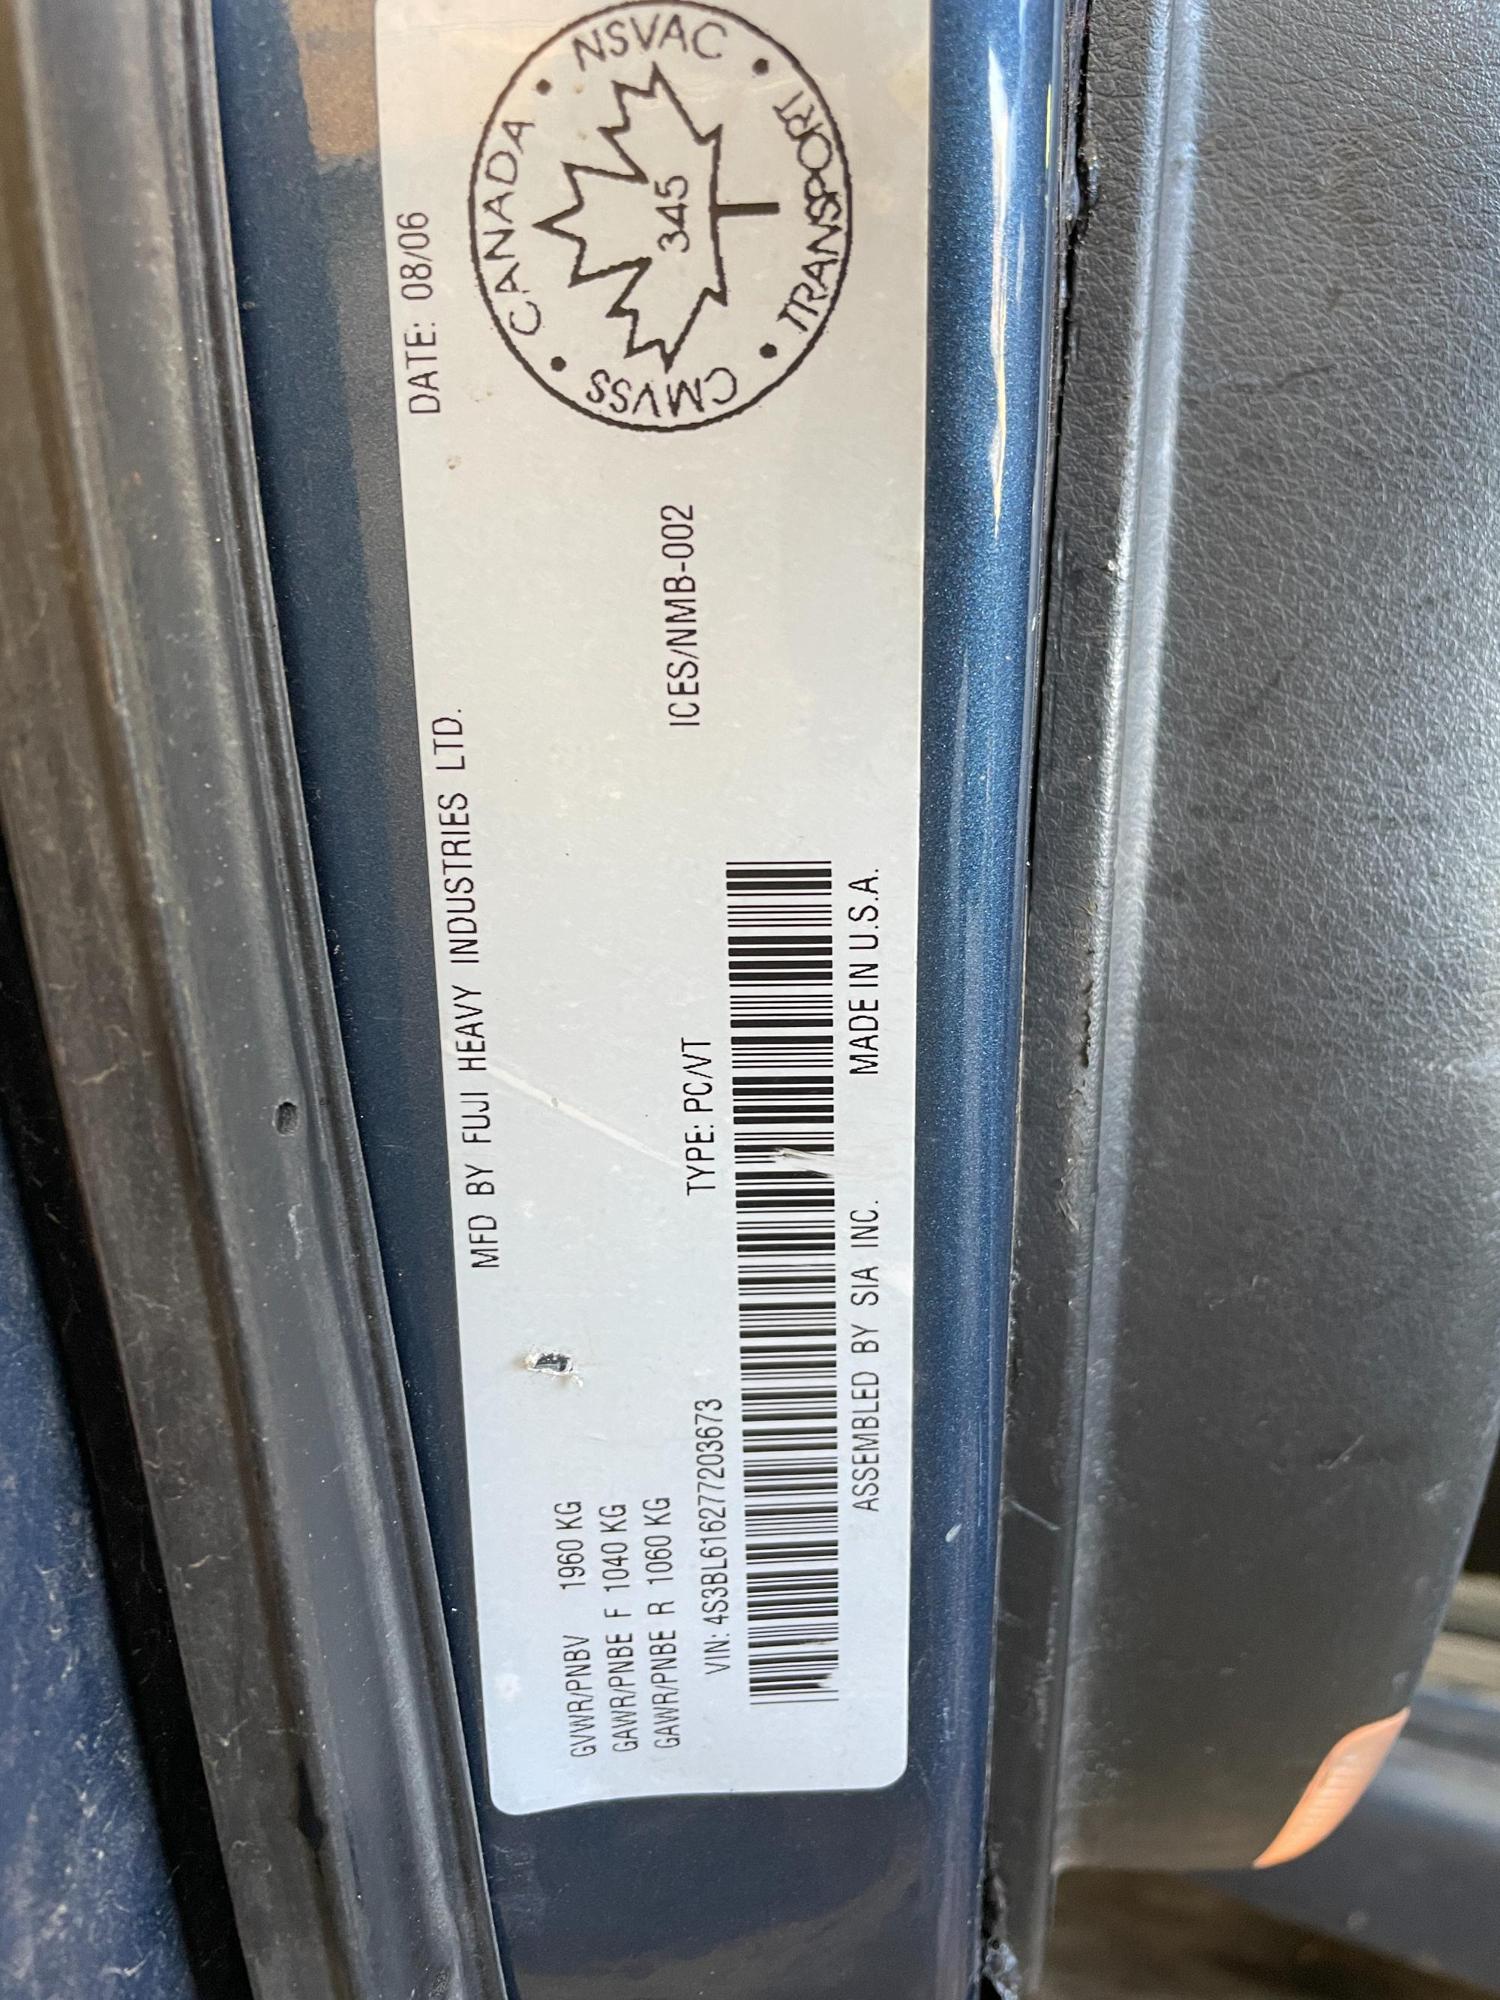 MFD BY FUJI HEAVY INDUSTRIES LTD.
DATE: 08/06
GVWR/PNBV 1960 KG
GAWR/PNBE F 1040 KG
GAWR/PNBE R 1060 KG
VIN: 4S3BL616277203673
TYPE: PC/VT
ICES/NMB-002
ASSEMBLED BY SIA INC.
MADE IN U.S.A.
CANADA
NSVAC
TRANSPORT
CMVSS
345